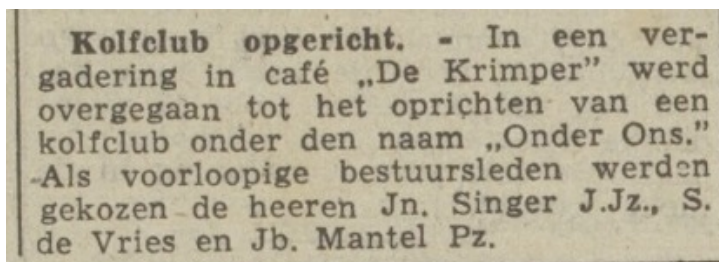 Kolfclub opgericht. - In een ver-
gadering in café „De Krimper” werd
overgegaan tot het oprichten van een
kolfclub onder den naam „Onder Ons.”
Als voorloopige bestuursleden werden
gekozen de heeren Jn. Singer J.Jz., S.
de Vries en Jb. Mantel Pz.